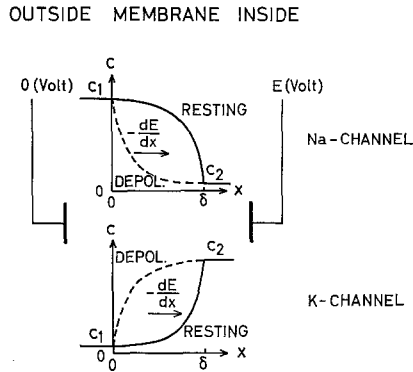 OUTSIDE MEMBRANE INSIDE
0 (Volt)
C1
C
E (Volt)
RESTING
-dE/dx
Na-CHANNEL
DEPOL.
C2
0
0
δ
X
C
C2
DEPOL.
-dE/dx
K-CHANNEL
C1
RESTING
0
0
δ
X